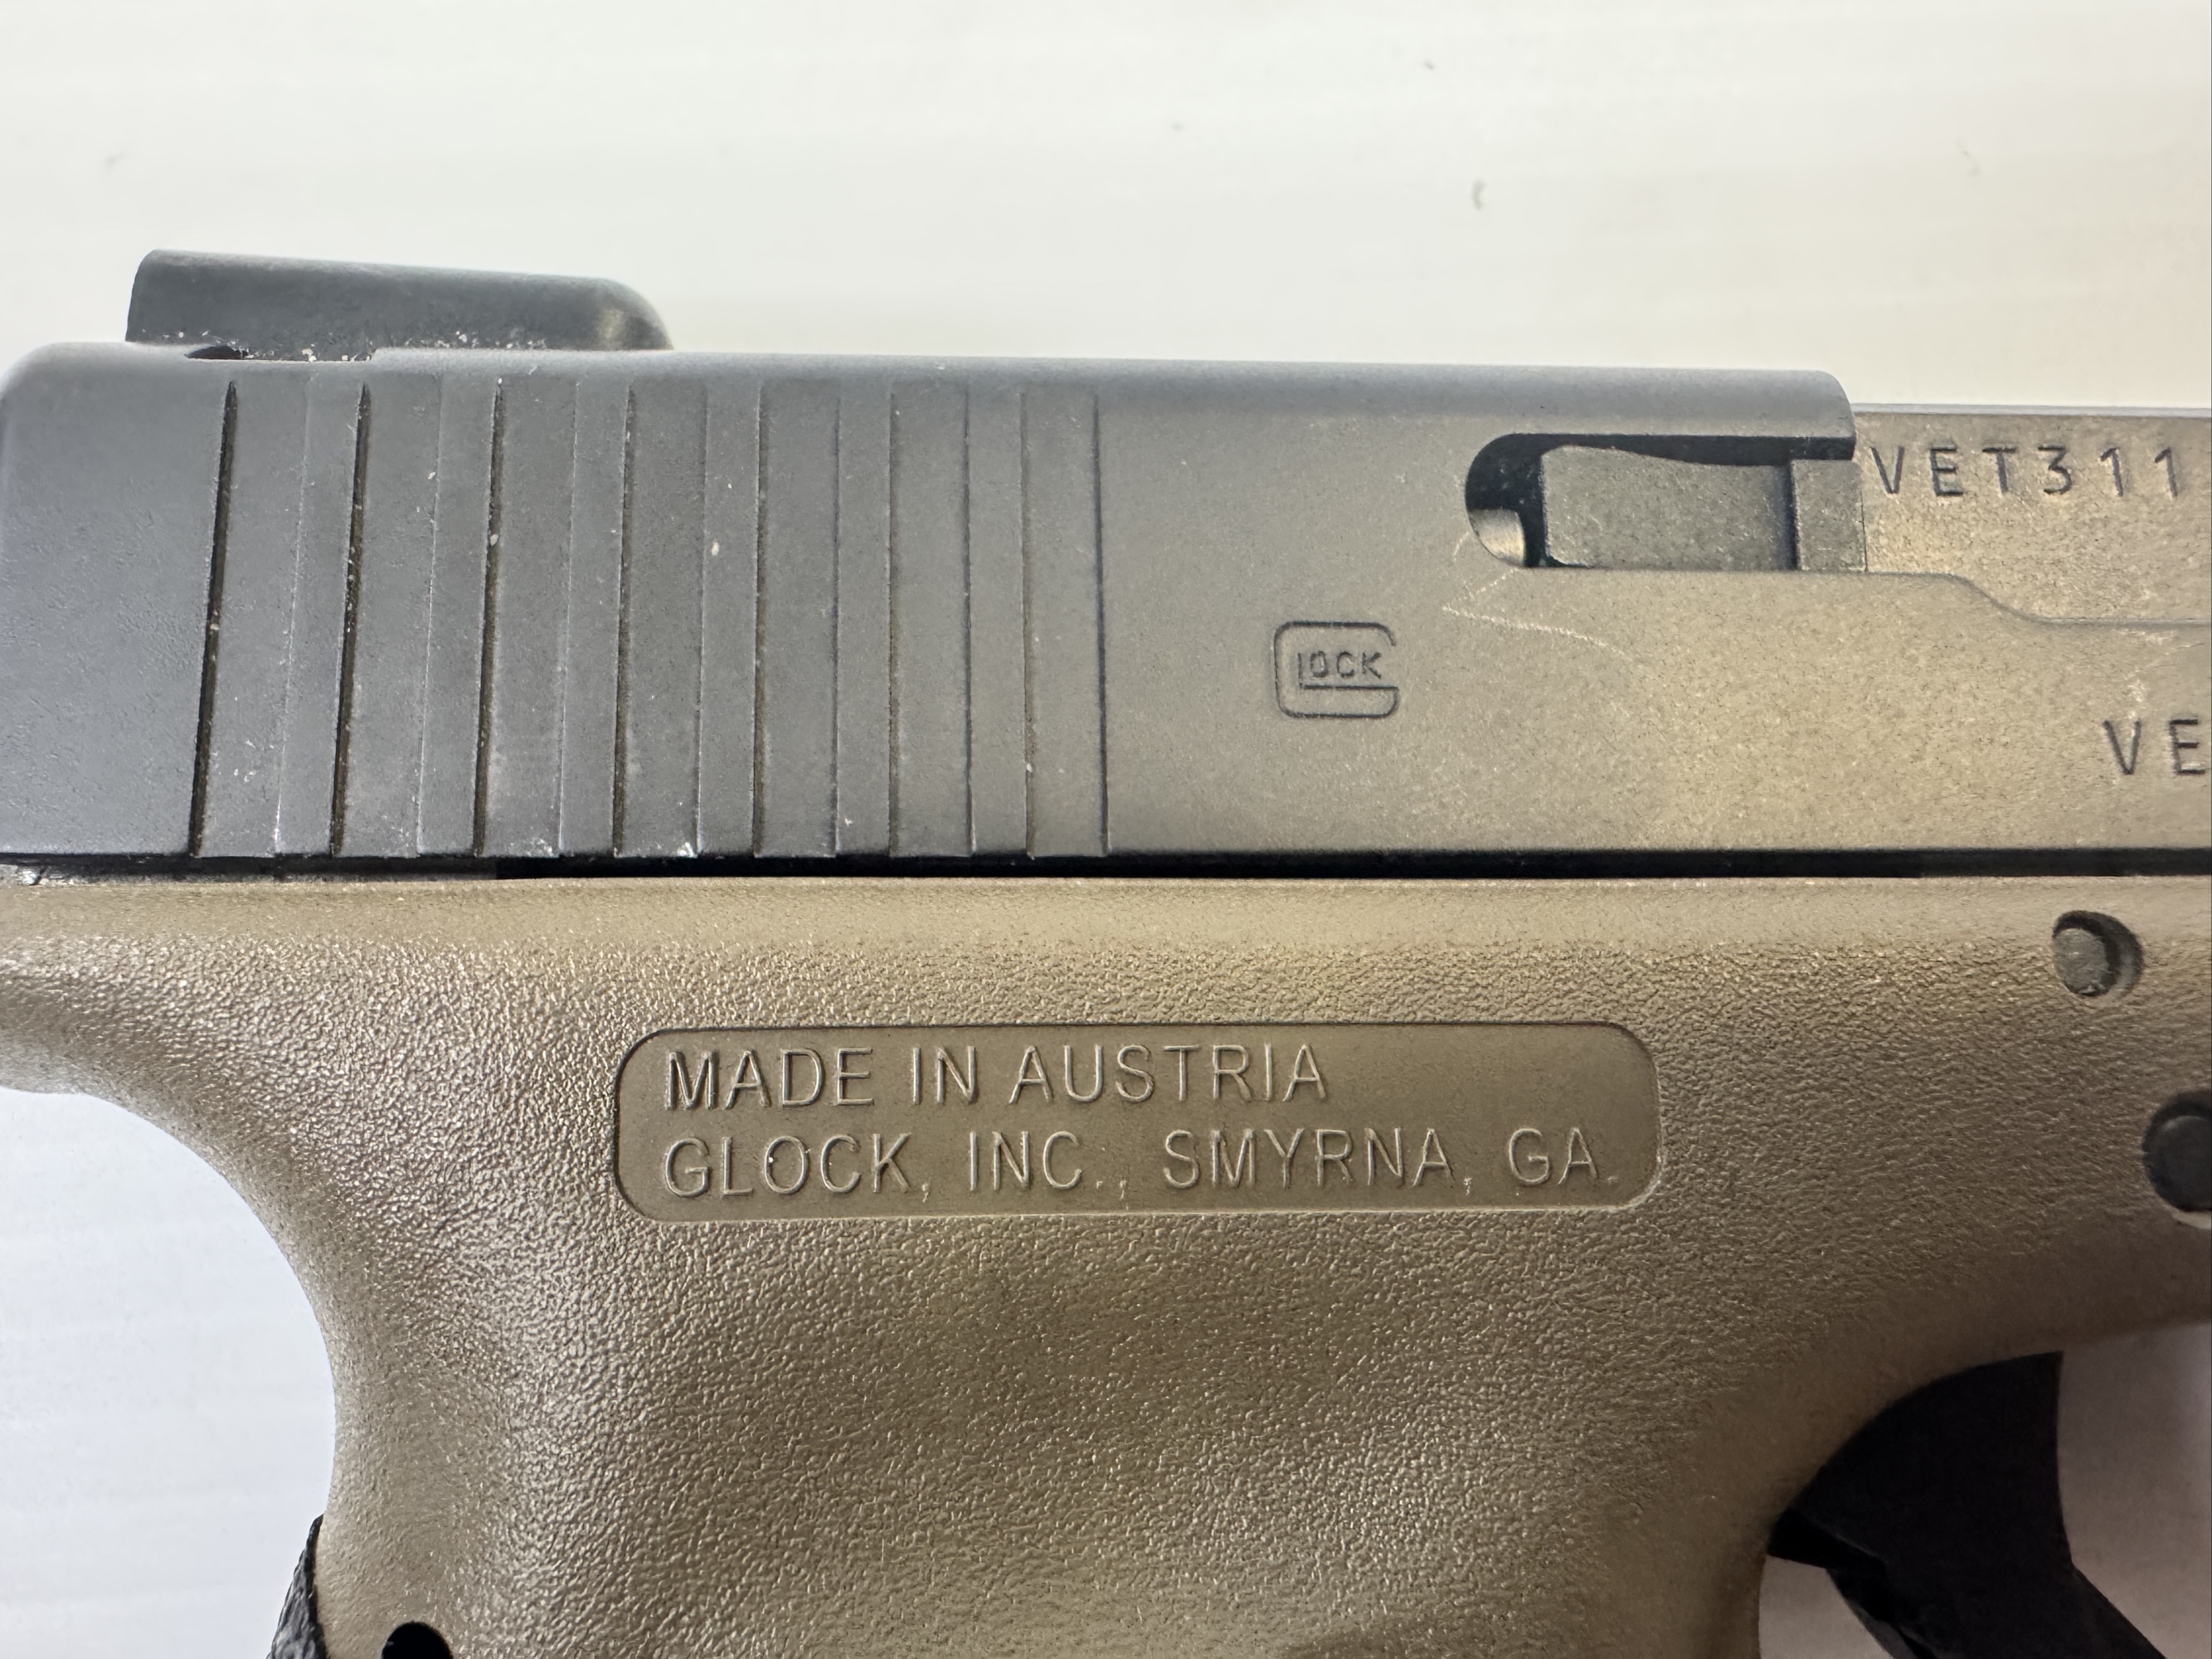 VET311
GLOCK
VE
MADE IN AUSTRIA
GLOCK, INC., SMYRNA, GA.